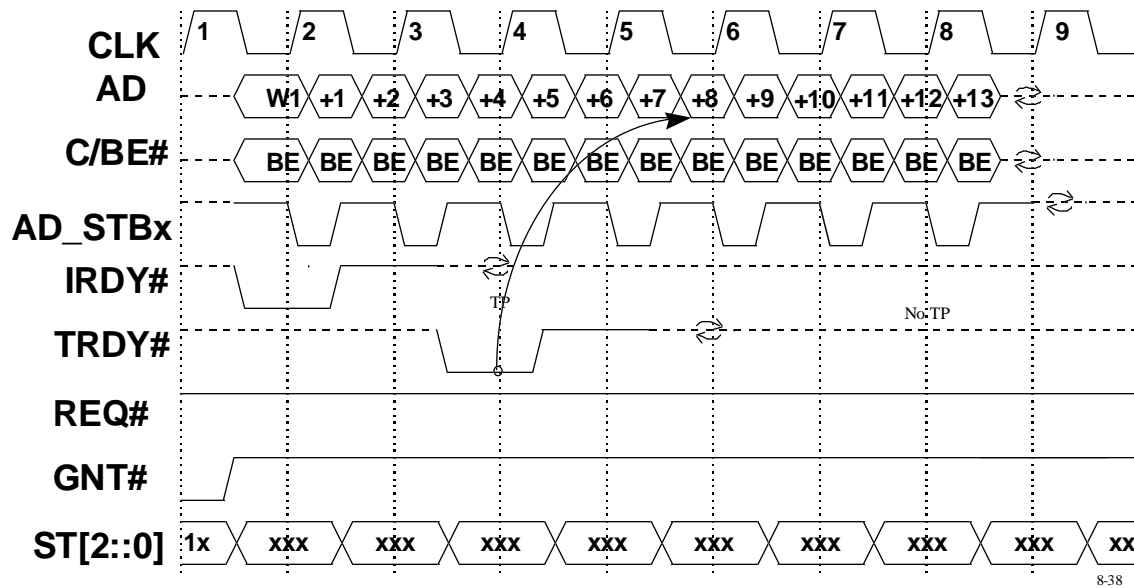 CLK 1 2 3 4 5 6 7 8 9
AD W1 +1 +2 +3 +4 +5 +6 +7 +8 +9 +10 +11 +12 +13
C/BE# BE BE BE BE BE BE BE BE BE BE BE BE BE BE
AD_STBx
IRDY#
TP
No TP
TRDY#
REQ#
GNT#
ST[2::0] 1x xxx xxx xxx xxx xxx xxx xxx xxx xx
8-38